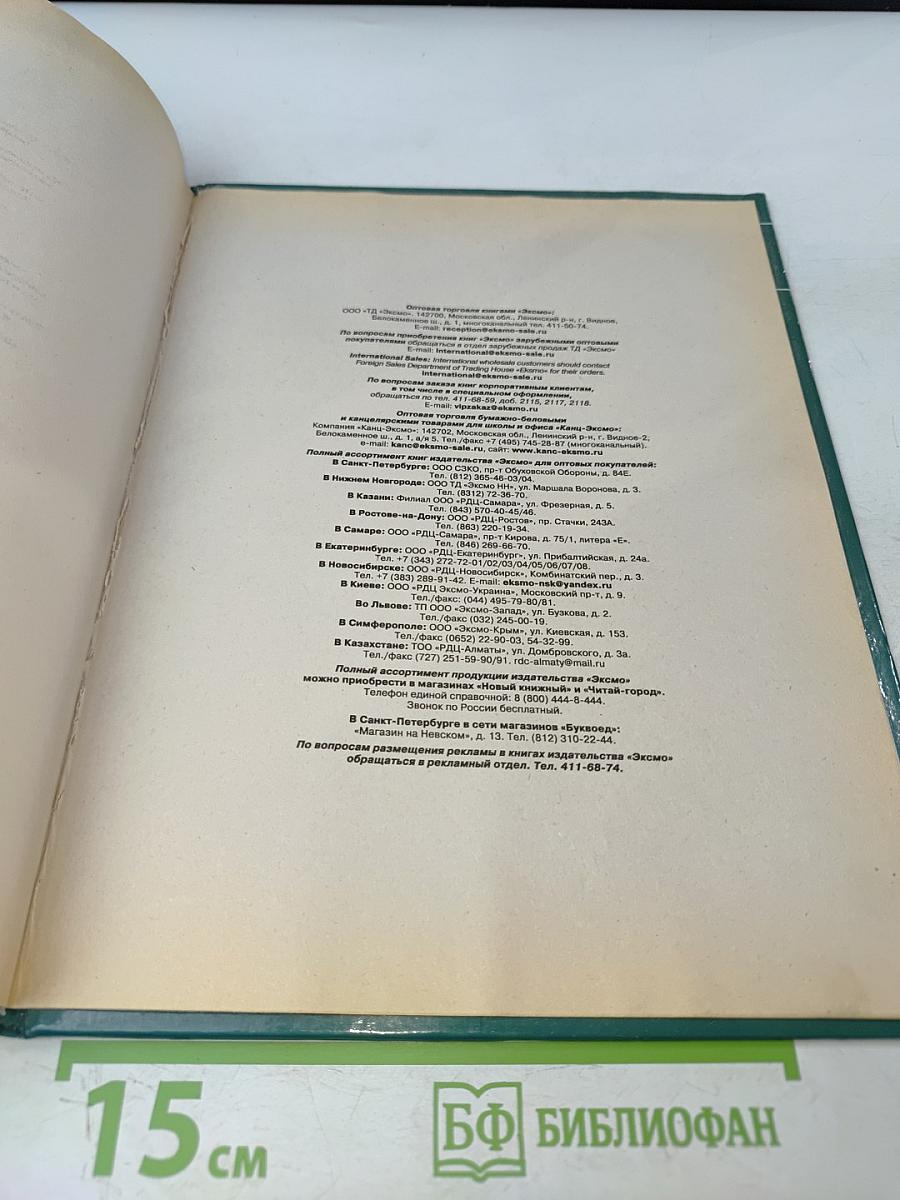 Оптовая торговля книгами «Эксмо»:
ООО «ТД «Эксмо». 142700, Московская обл., Ленинский р-н, г. Видное,
Белокаменное ш., д. 1, многоканальный тел. 411-50-74.
E-mail: reception@eksmo-sale.ru
По вопросам приобретения книг «Эксмо» зарубежными оптовыми
покупателями обращаться в отдел зарубежных продаж ТД «Эксмо»
E-mail: international@eksmo-sale.ru
International Sales: International wholesale customers should contact
Foreign Sales Department of Trading House «Eksmo» for their orders.
international@eksmo-sale.ru
По вопросам заказа книг корпоративным клиентам,
в том числе в специальном оформлении,
обращаться по тел. 411-68-59, доб. 2115, 2117, 2118.
E-mail: vipzakaz@eksmo.ru
Оптовая торговля бумажно-беловыми
и канцелярскими товарами для школы и офиса «Канц-Эксмо»:
Компания «Канц-Эксмо»: 142702, Московская обл., Ленинский р-н, г. Видное-2,
Белокаменное ш., д. 1, а/я 5. Тел./факс +7 (495) 745-28-87 (многоканальный).
e-mail: kanc@eksmo-sale.ru, сайт: www.kanc-eksmo.ru
Полный ассортимент книг издательства «Эксмо» для оптовых покупателей:
В Санкт-Петербурге: ООО СЗКО, пр-т Обуховской Обороны, д. 84Е.
Тел. (812) 365-46-03/04.
В Нижнем Новгороде: ООО ТД «Эксмо НН», ул. Маршала Воронова, д. 3.
Тел. (8312) 72-36-70.
В Казани: Филиал ООО «РДЦ-Самара», ул. Фрезерная, д. 5.
Тел. (843) 570-40-45/46.
В Ростове-на-Дону: ООО «РДЦ-Ростов», пр. Стачки, 243А.
Тел. (863) 220-19-34.
В Самаре: ООО «РДЦ-Самара», пр-т Кирова, д. 75/1, литера «Е».
Тел. (846) 269-66-70.
В Екатеринбурге: ООО «РДЦ-Екатеринбург», ул. Прибалтийская, д. 24а.
Тел. +7 (343) 272-72-01/02/03/04/05/06/07/08.
В Новосибирске: ООО «РДЦ-Новосибирск», Комбинатский пер., д. 3.
Тел. +7 (383) 289-91-42. E-mail: eksmo-nsk@yandex.ru
В Киеве: ООО «РДЦ Эксмо-Украина», Московский пр-т, д. 9.
Тел./факс: (044) 495-79-80/81.
Во Львове: ТП ООО «Эксмо-Запад», ул. Бузкова, д. 2.
Тел./факс (032) 245-00-19.
В Симферополе: ООО «Эксмо-Крым», ул. Киевская, д. 153.
Тел./факс (0652) 22-90-03, 54-32-99.
В Казахстане: ТОО «РДЦ-Алматы», ул. Домбровского, д. 3а.
Тел./факс (727) 251-59-90/91. rdc-almaty@mail.ru
Полный ассортимент продукции издательства «Эксмо»
можно приобрести в магазинах «Новый книжный» и «Читай-город».
Телефон единой справочной: 8 (800) 444-8-444.
Звонок по России бесплатный.
В Санкт-Петербурге в сети магазинов «Буквоед»:
«Магазин на Невском», д. 13. Тел. (812) 310-22-44.
По вопросам размещения рекламы в книгах издательства «Эксмо»
обращаться в рекламный отдел. Тел. 411-68-74.
15 см
БФ БИБЛИОФАН